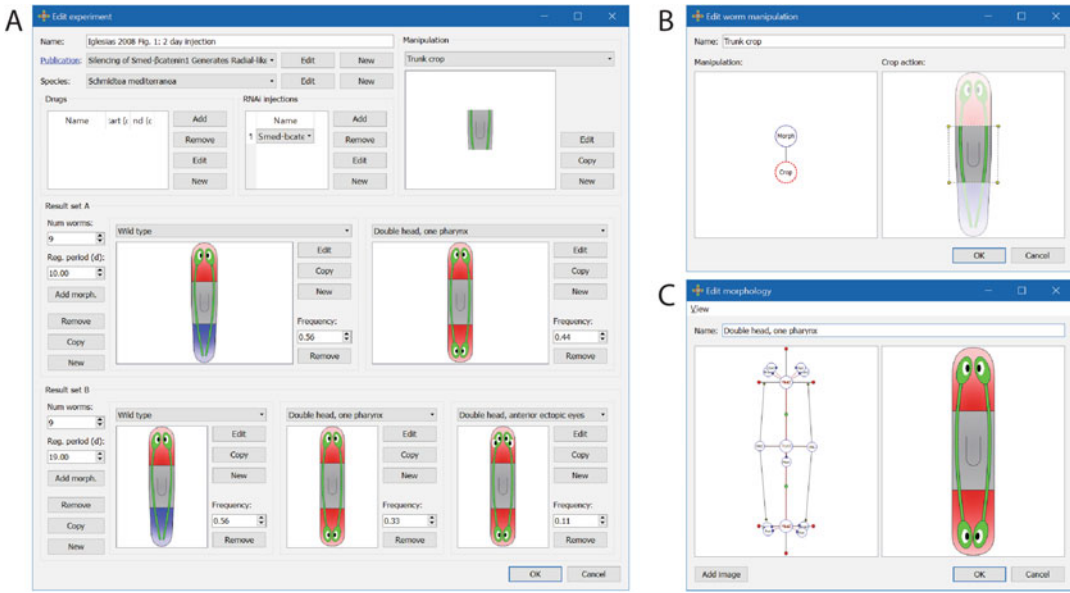 A
Edit experiment
Name: Iglesias 2008 Fig. 1: 2 day injection
Publication: Silencing of Smed-βcatenin1 Generates Radial-like Edit New
Species: Schmidtea mediterranea Edit New
Drugs
Name tart (c nd (c
Add
Remove
Edit
New
RNAi injections
Name
1 Smed-bcate
Add
Remove
Edit
New
Manipulation
Trunk crop
Edit
Copy
New
Result set A
Num worms:
9
Reg. period (d):
10.00
Add morph.
Remove
Copy
New
Wild type
Edit
Copy
New
Frequency:
0.56
Remove
Double head, one pharynx
Edit
Copy
New
Frequency:
0.44
Remove
Result set B
Num worms:
9
Reg. period (d):
19.00
Add morph.
Remove
Copy
New
Wild type
Edit
Copy
New
Frequency:
0.56
Remove
Double head, one pharynx
Edit
Copy
New
Frequency:
0.33
Remove
Double head, anterior ectopic eyes
Edit
Copy
New
Frequency:
0.11
Remove
OK Cancel
B
Edit worm manipulation
Name: Trunk crop
Manipulation:
Morph
Crop
Crop action:
OK Cancel
C
Edit morphology
View
Name: Double head, one pharynx
Add image
OK Cancel